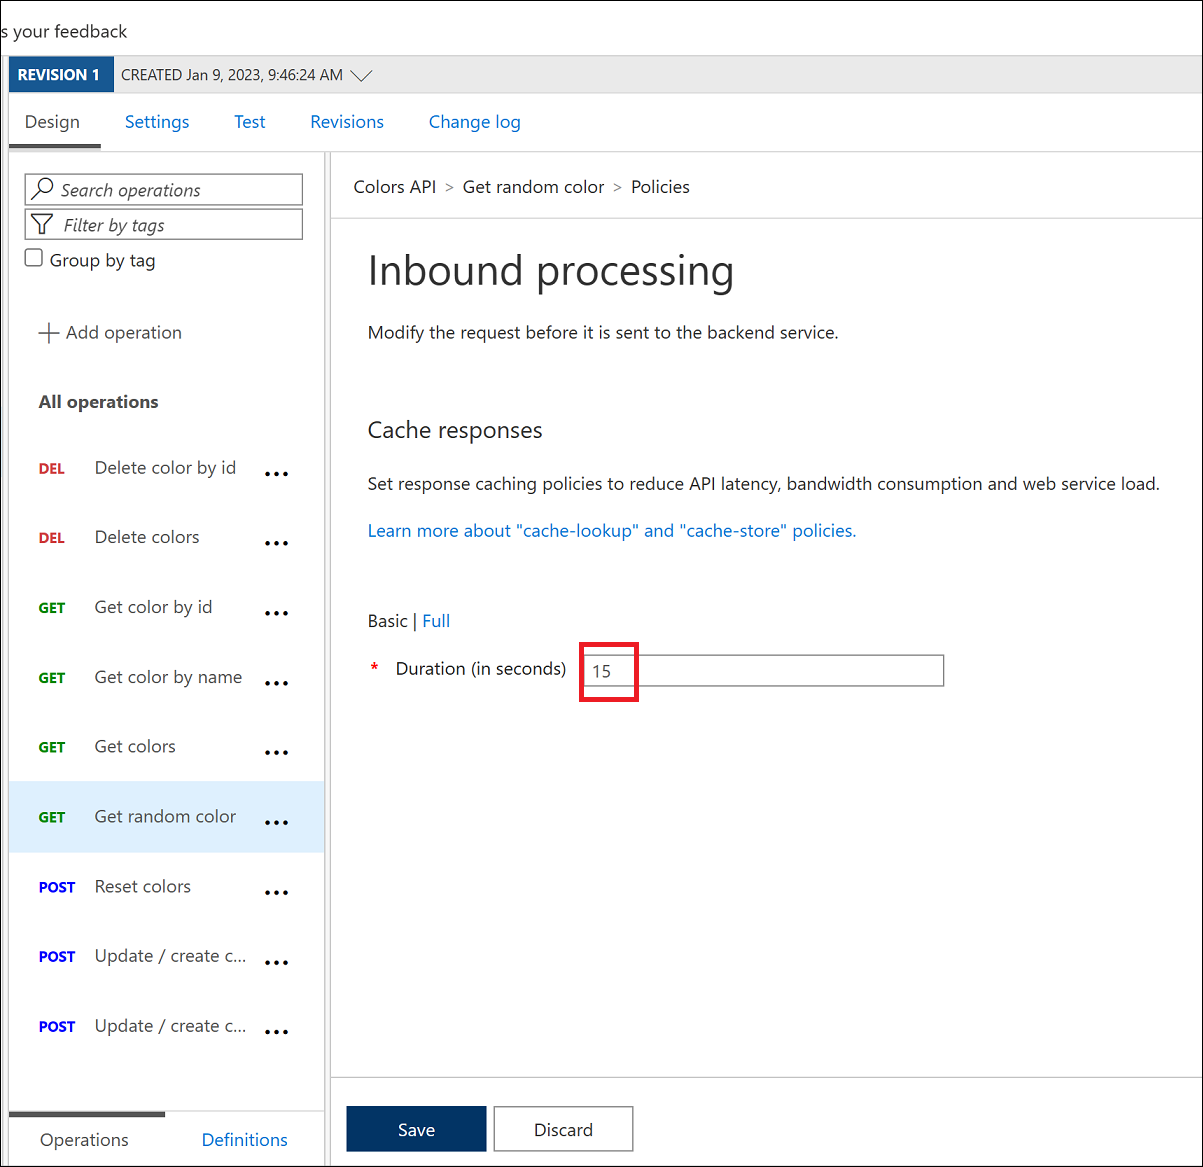 s your feedback
REVISION 1 CREATED Jan 9, 2023, 9:46:24 AM
Design Settings Test Revisions Change log
Search operations
Filter by tags
Group by tag
Add operation
All operations
DEL Delete color by id ...
DEL Delete colors ...
GET Get color by id ...
GET Get color by name ...
GET Get colors ...
GET Get random color ...
POST Reset colors ...
POST Update / create c... ...
POST Update / create c... ...
Operations Definitions
Colors API > Get random color > Policies
Inbound processing
Modify the request before it is sent to the backend service.
Cache responses
Set response caching policies to reduce API latency, bandwidth consumption and web service load.
Learn more about "cache-lookup" and "cache-store" policies.
Basic | Full
* Duration (in seconds) 15
Save Discard